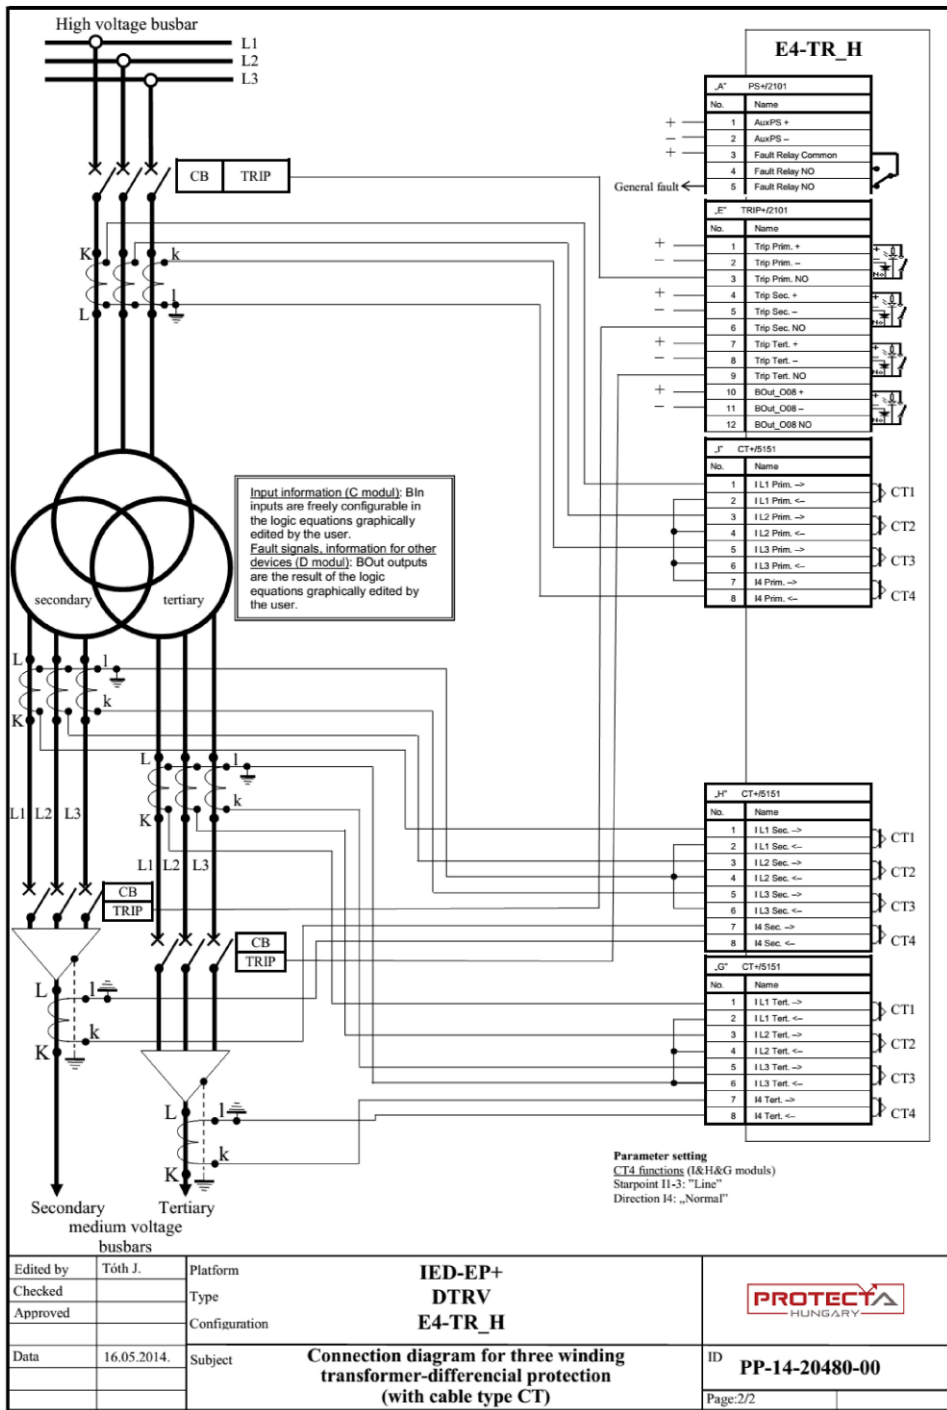 High voltage busbar
L1
L2
L3
CB TRIP
K
k
L
l
secondary
tertiary
Input information (C modul): BIn
inputs are freely configurable in
the logic equations graphically
edited by the user.
Fault signals, information for other
devices (D modul): BOut outputs
are the result of the logic
equations graphically edited by
the user.
L
l
K
k
L1 L2 L3
CB
TRIP
L
l
K
k
L1 L2 L3
CB
TRIP
L
l
K
k
L
l
K
k
Secondary
Tertiary
medium voltage
busbars
E4-TR_H
„A" PS+/2101
No. Name
+ 1 AuxPS +
– 2 AuxPS –
+ 3 Fault Relay Common
4 Fault Relay NO
General fault 5 Fault Relay NO
„E" TRIP+/2101
No. Name
+ 1 Trip Prim. +
– 2 Trip Prim. –
3 Trip Prim. NO
+ 4 Trip Sec. +
– 5 Trip Sec. –
6 Trip Sec. NO
+ 7 Trip Tert. +
– 8 Trip Tert. –
9 Trip Tert. NO
+ 10 BOut_O08 +
– 11 BOut_O08 –
12 BOut_O08 NO
„I" CT+/5151
No. Name
1 I L1 Prim. –>
2 I L1 Prim. <–
3 I L2 Prim. –>
4 I L2 Prim. <–
5 I L3 Prim. –>
6 I L3 Prim. <–
7 I4 Prim. –>
8 I4 Prim. <–
CT1
CT2
CT3
CT4
„H" CT+/5151
No. Name
1 I L1 Sec. –>
2 I L1 Sec. <–
3 I L2 Sec. –>
4 I L2 Sec. <–
5 I L3 Sec. –>
6 I L3 Sec. <–
7 I4 Sec. –>
8 I4 Sec. <–
CT1
CT2
CT3
CT4
„G" CT+/5151
No. Name
1 I L1 Tert. –>
2 I L1 Tert. <–
3 I L2 Tert. –>
4 I L2 Tert. <–
5 I L3 Tert. –>
6 I L3 Tert. <–
7 I4 Tert. –>
8 I4 Tert. <–
CT1
CT2
CT3
CT4
Parameter setting
CT4 functions (I&H&G moduls)
Starpoint I1-3: "Line"
Direction I4: „Normal"
Edited by Tóth J.
Checked
Approved
Data 16.05.2014.
Platform IED-EP+
Type DTRV
Configuration E4-TR_H
Subject Connection diagram for three winding
transformer-differencial protection
(with cable type CT)
PROTECTA
HUNGARY
ID PP-14-20480-00
Page:2/2